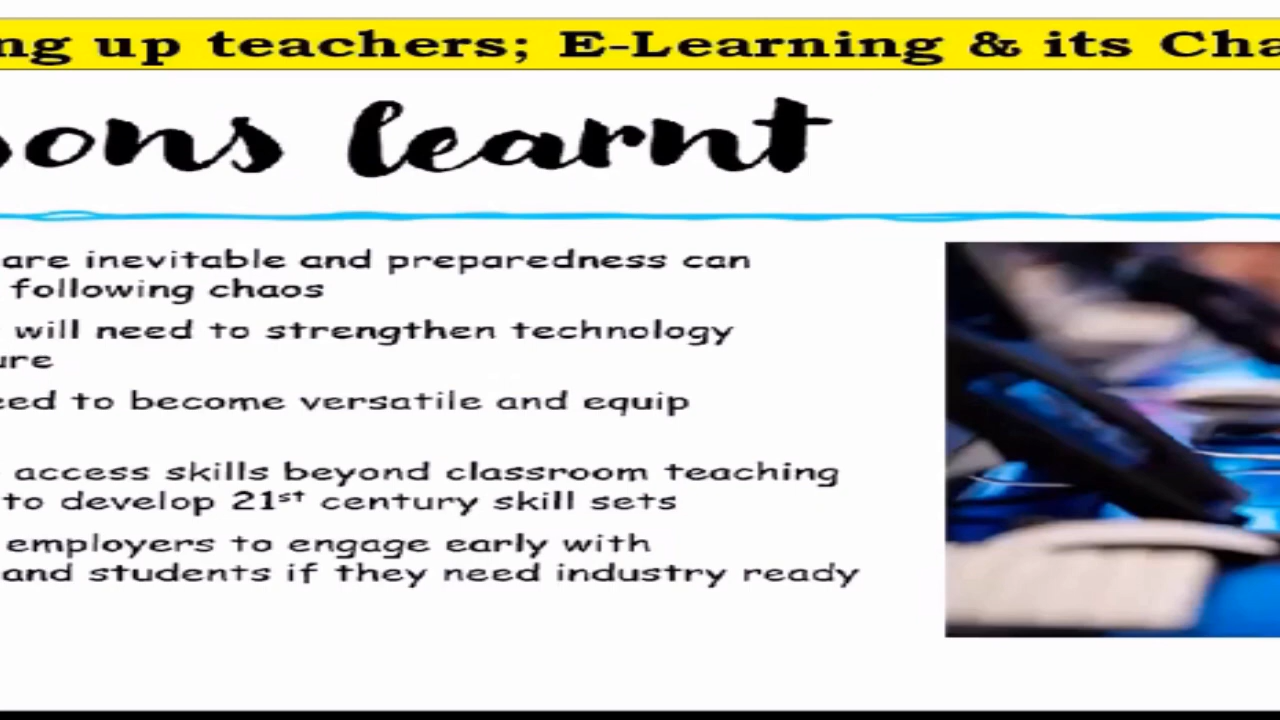 ng up teachers; E-Learning & its Cha
ons learnt
are inevitable and preparedness can
following chaos
will need to strengthen technology
ure
eed to become versatile and equip
access skills beyond classroom teaching
to develop 21st century skill sets
employers to engage early with
and students if they need industry ready